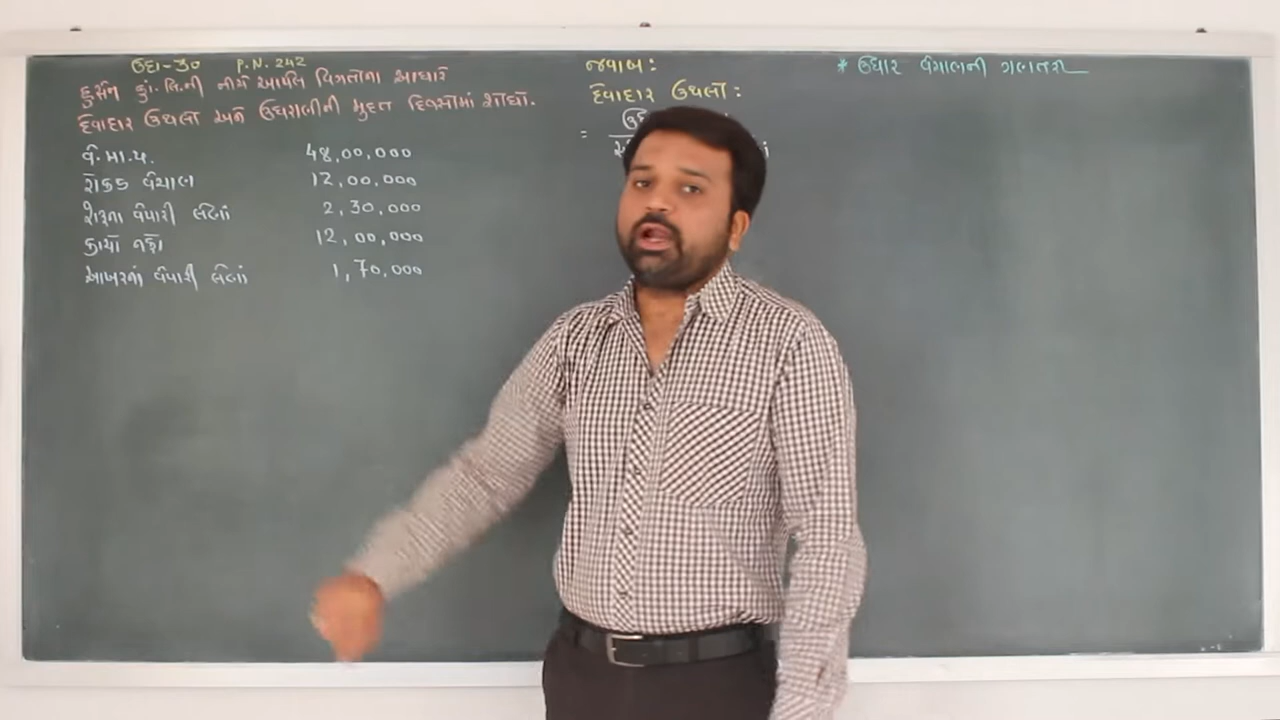 ઉદા-30 P.N. 242
કુસુમ કું. લિ.ની નીચે આપેલ વિગતોના આધારે
દેવાદાર ઉથલો અને ઉઘરાણીની મુદત દિવસોમાં શોધો.
વે.મા.પ. 48,00,000
રોકડ વેચાણ 12,00,000
શરૂના વેપારી લેણાં 2,30,000
કાચો નફો 12,00,000
આખરનાં વેપારી લેણાં 1,70,000
જવાબ :
દેવાદાર ઉથલો :
=
* ઉધાર વેચાણની ગણતરી